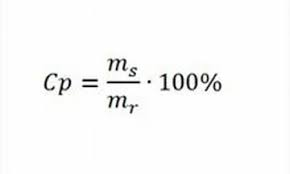 Cp = m_s / m_r · 100%